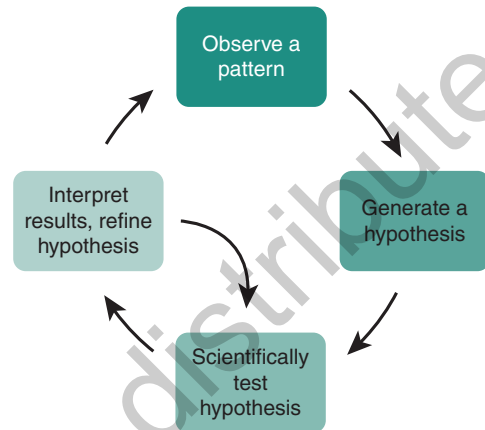 Observe a
pattern
Generate a
hypothesis
Scientifically
test
hypothesis
Interpret
results, refine
hypothesis
distribute